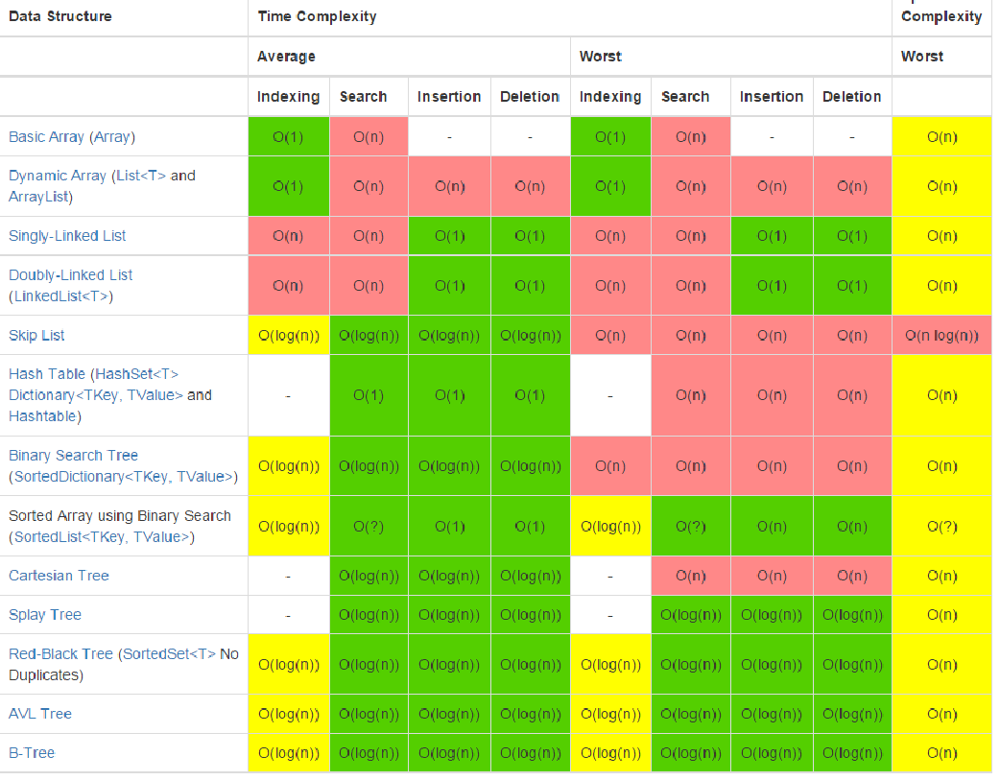 Data Structure Time Complexity Complexity
Average Worst Worst
Indexing Search Insertion Deletion Indexing Search Insertion Deletion
Basic Array (Array) O(1) O(n) - - O(1) O(n) - - O(n)
Dynamic Array (List<T> and
ArrayList) O(1) O(n) O(n) O(n) O(1) O(n) O(n) O(n) O(n)
Singly-Linked List O(n) O(n) O(1) O(1) O(n) O(n) O(1) O(1) O(n)
Doubly-Linked List
(LinkedList<T>) O(n) O(n) O(1) O(1) O(n) O(n) O(1) O(1) O(n)
Skip List O(log(n)) O(log(n)) O(log(n)) O(log(n)) O(n) O(n) O(n) O(n) O(n log(n))
Hash Table (HashSet<T>
Dictionary<TKey, TValue> and
Hashtable) - O(1) O(1) O(1) - O(n) O(n) O(n) O(n)
Binary Search Tree
(SortedDictionary<TKey, TValue>) O(log(n)) O(log(n)) O(log(n)) O(log(n)) O(n) O(n) O(n) O(n) O(n)
Sorted Array using Binary Search
(SortedList<TKey, TValue>) O(log(n)) O(?) O(1) O(1) O(log(n)) O(?) O(n) O(n) O(?)
Cartesian Tree - O(log(n)) O(log(n)) O(log(n)) - O(n) O(n) O(n) O(n)
Splay Tree - O(log(n)) O(log(n)) O(log(n)) - O(log(n)) O(log(n)) O(log(n)) O(n)
Red-Black Tree (SortedSet<T> No
Duplicates) O(log(n)) O(log(n)) O(log(n)) O(log(n)) O(log(n)) O(log(n)) O(log(n)) O(log(n)) O(n)
AVL Tree O(log(n)) O(log(n)) O(log(n)) O(log(n)) O(log(n)) O(log(n)) O(log(n)) O(log(n)) O(n)
B-Tree O(log(n)) O(log(n)) O(log(n)) O(log(n)) O(log(n)) O(log(n)) O(log(n)) O(log(n)) O(n)